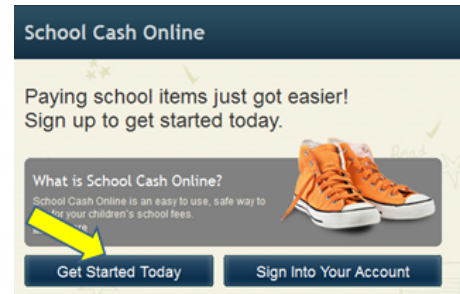 School Cash Online
Paying school items just got easier!
Sign up to get started today.
Read
What is School Cash Online?
School Cash Online is an easy to use, safe way to
for your children's school fees.
Get Started Today
Sign Into Your Account